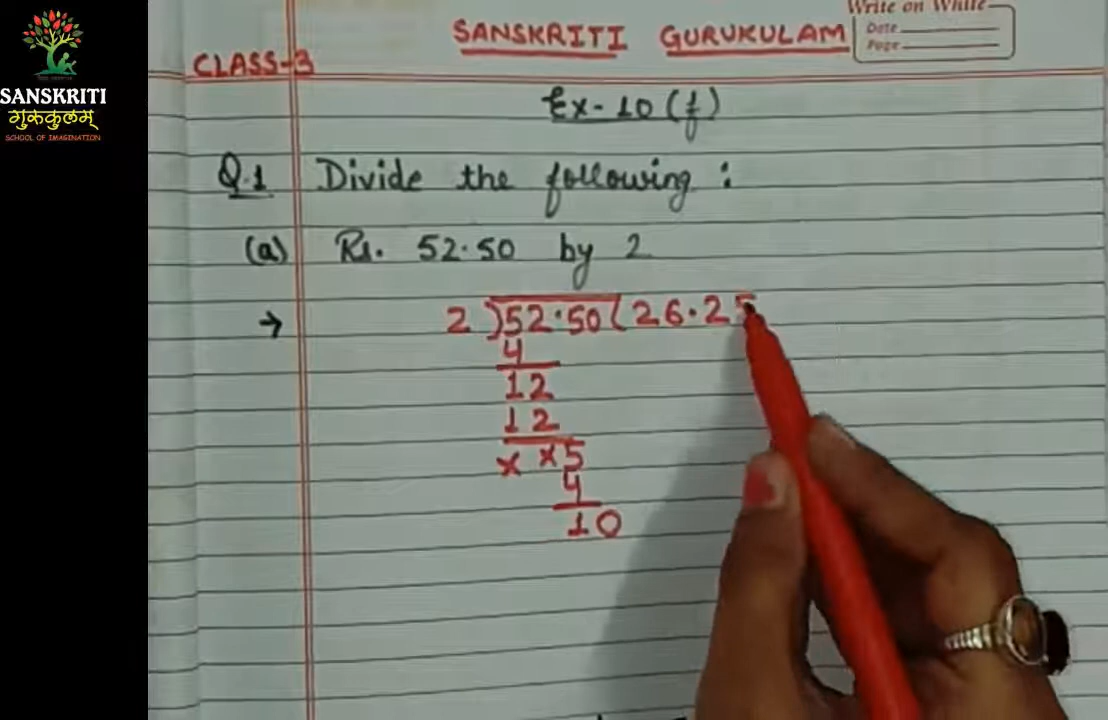 SANSKRITI
गुरुकुलम्
SCHOOL OF IMAGINATION
Write on White
Date
Page
SANSKRITI GURUKULAM
CLASS-3
Ex-10 (f)
Q.1 Divide the following :
(a) Rs. 52.50 by 2
→ 2)52.50(26.25
4
12
12
××5
4
10